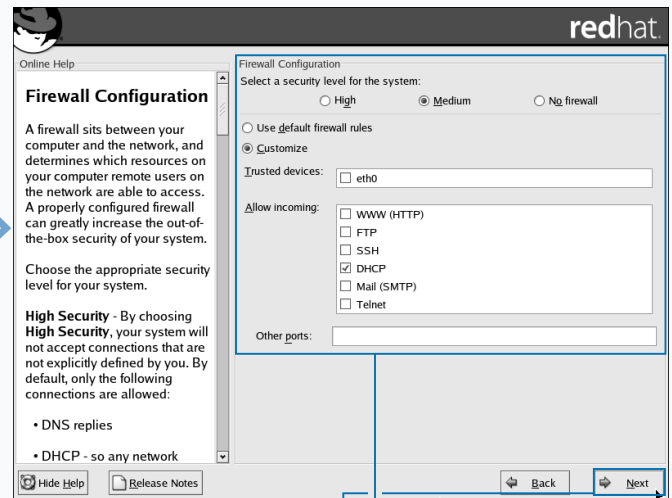 redhat.
Online Help
Firewall Configuration
A firewall sits between your
computer and the network, and
determines which resources on
your computer remote users on
the network are able to access.
A properly configured firewall
can greatly increase the out-of-
the-box security of your system.
Choose the appropriate security
level for your system.
High Security - By choosing
High Security, your system will
not accept connections that are
not explicitly defined by you. By
default, only the following
connections are allowed:
• DNS replies
• DHCP - so any network
Firewall Configuration
Select a security level for the system:
High Medium No firewall
Use default firewall rules
Customize
Trusted devices: eth0
Allow incoming: WWW (HTTP)
FTP
SSH
DHCP
Mail (SMTP)
Telnet
Other ports:
Hide Help Release Notes Back Next